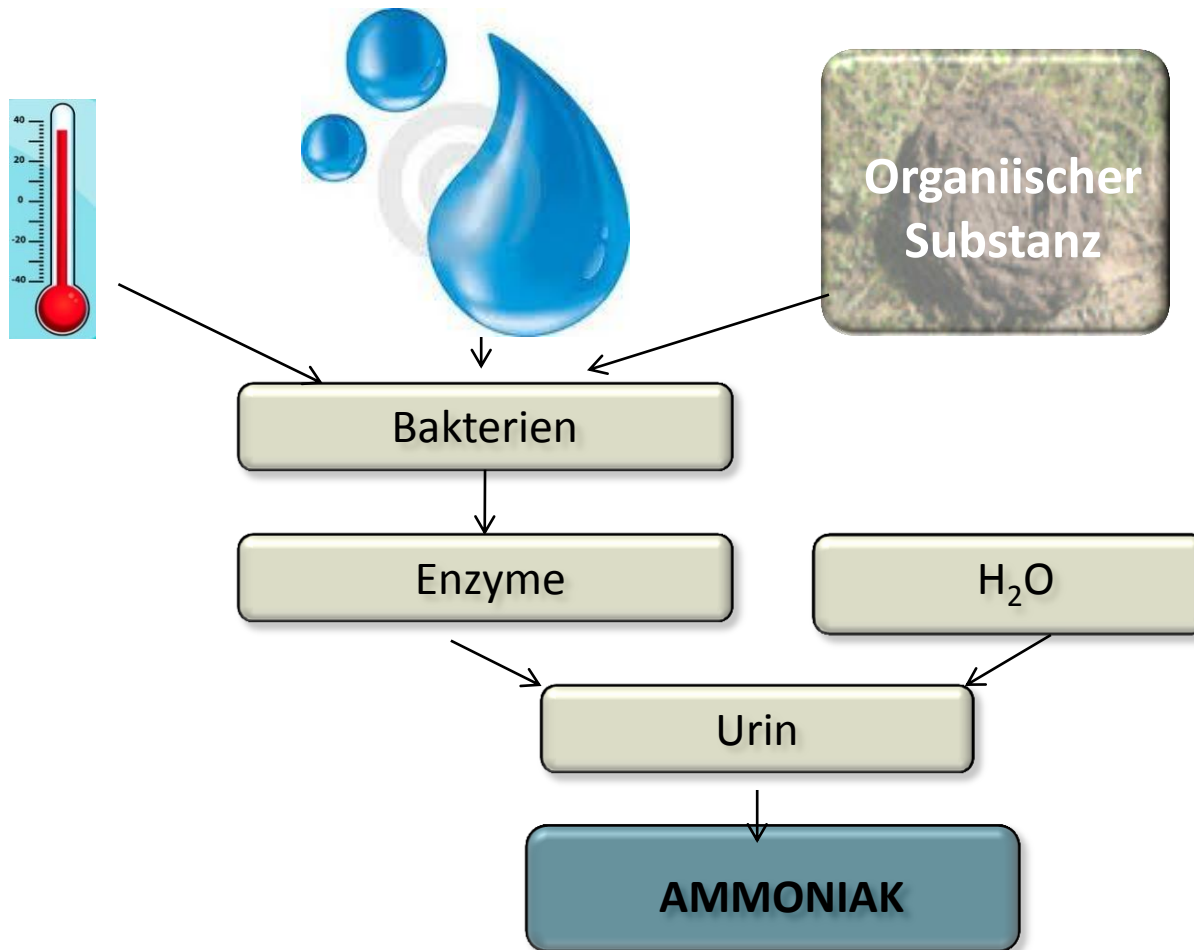 40
20
0
-20
-40
Organiischer
Substanz
Bakterien
Enzyme
H₂O
Urin
AMMONIAK